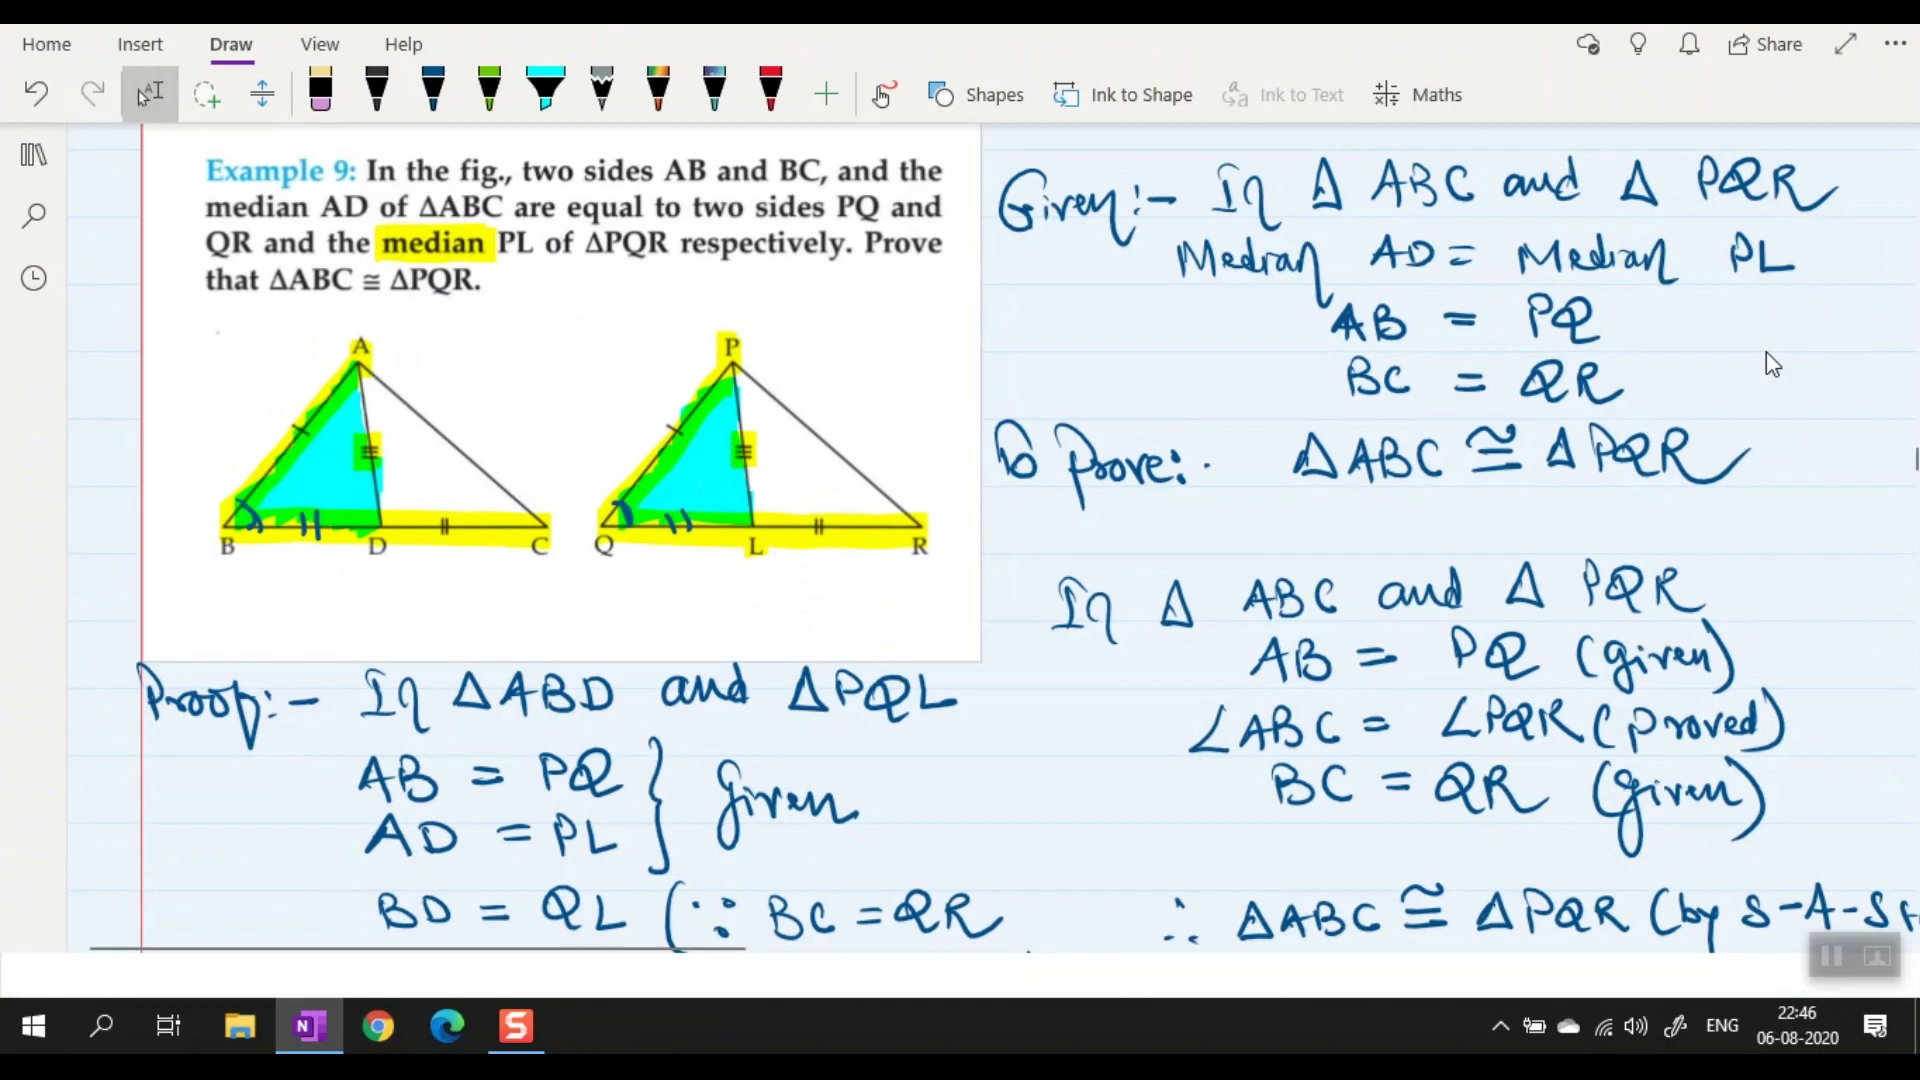 Home Insert Draw View Help
Share
Shapes Ink to Shape Ink to Text Maths
Example 9: In the fig., two sides AB and BC, and the
median AD of ΔABC are equal to two sides PQ and
QR and the median PL of ΔPQR respectively. Prove
that ΔABC ≅ ΔPQR.
A
B D C
P
Q L R
Given:- In Δ ABC and Δ PQR
Median AD = Median PL
AB = PQ
BC = QR
To Prove:- ΔABC ≅ ΔPQR
Proof:- In ΔABD and ΔPQL
AB = PQ } Given
AD = PL
BD = QL (∵ BC = QR
In Δ ABC and Δ PQR
AB = PQ (given)
∠ABC = ∠PQR (proved)
BC = QR (given)
∴ ΔABC ≅ ΔPQR (by S-A-S
ENG
22:46
06-08-2020